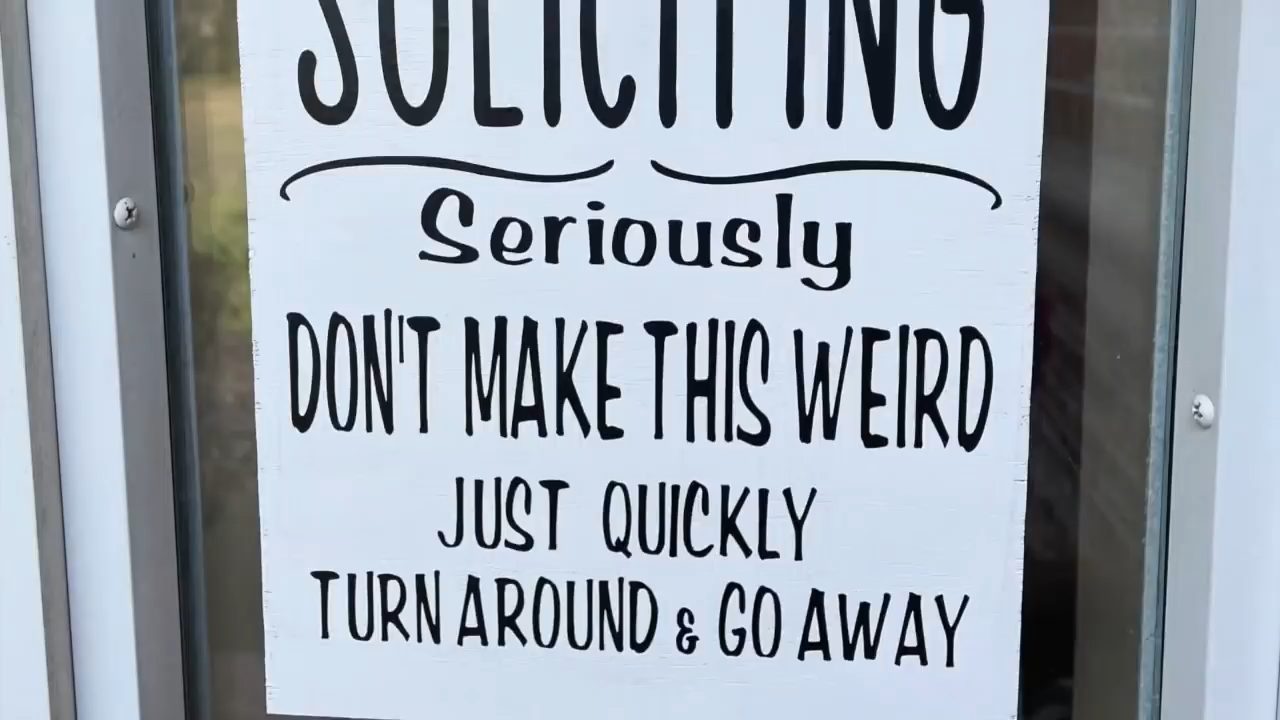 SOLICITING
Seriously
DON'T MAKE THIS WEIRD
JUST QUICKLY
TURN AROUND & GO AWAY